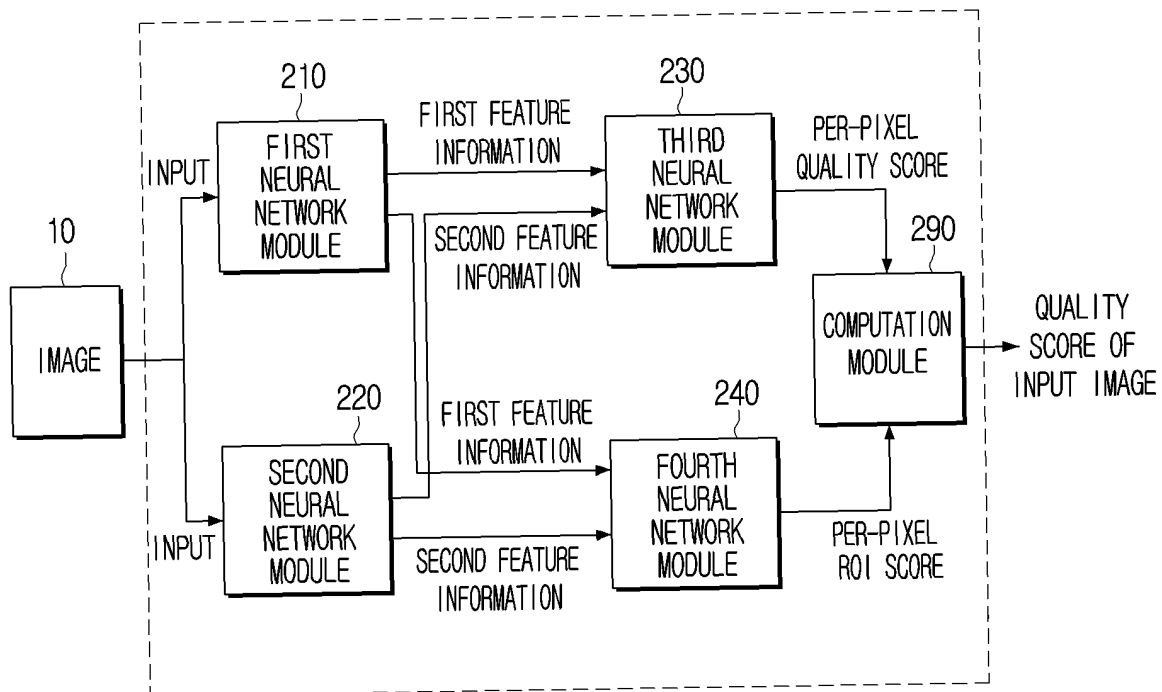 210
230
FIRST
NEURAL
NETWORK
MODULE
FIRST FEATURE
INFORMATION
THIRD
NEURAL
NETWORK
MODULE
PER-PIXEL
QUALITY SCORE
INPUT
10
IMAGE
SECOND FEATURE
INFORMATION
290
COMPUTATION
MODULE
QUALITY
SCORE OF
INPUT IMAGE
220
FIRST FEATURE
INFORMATION
240
SECOND
NEURAL
NETWORK
MODULE
INPUT
FOURTH
NEURAL
NETWORK
MODULE
SECOND FEATURE
INFORMATION
PER-PIXEL
ROI SCORE